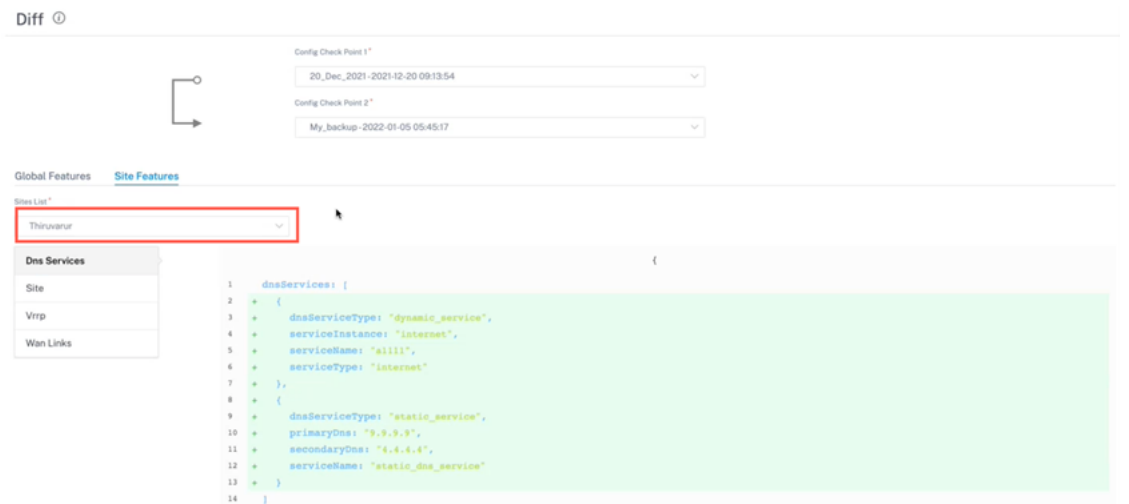 Diff
Config Check Point 1*
20_Dec_2021-2021-12-20 09:13:54
Config Check Point 2*
My_backup-2022-01-05 05:45:17
Global Features Site Features
Sites List*
Thiruvarur
Dns Services
Site
Vrrp
Wan Links
{
1 dnsServices: [
2 + {
3 + dnsServiceType: "dynamic_service",
4 + serviceInstance: "internet",
5 + serviceName: "a1111",
6 + serviceType: "internet"
7 + },
8 + {
9 + dnsServiceType: "static_service",
10 + primaryDns: "9.9.9.9",
11 + secondaryDns: "4.4.4.4",
12 + serviceName: "static_dns_service"
13 + }
14 ]